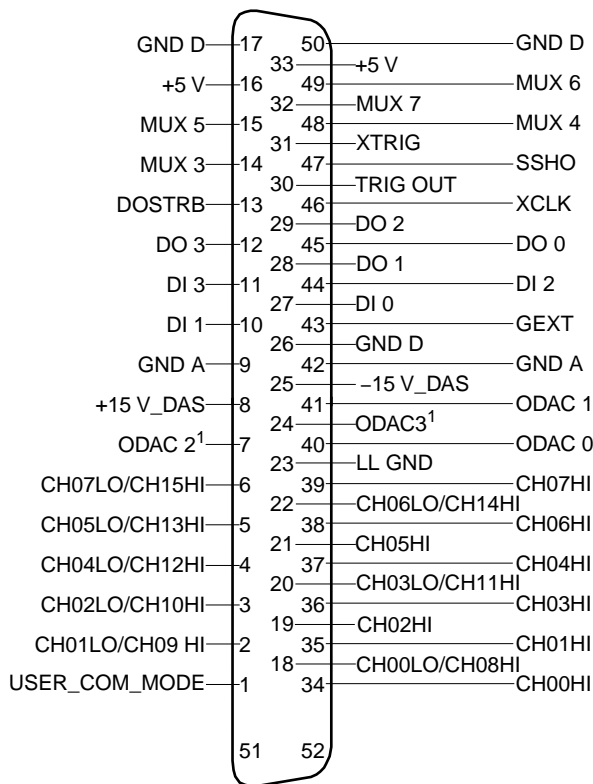 GND D 17 50 GND D
33 +5 V
+5 V 16 49 MUX 6
32 MUX 7
MUX 5 15 48 MUX 4
31 XTRIG
MUX 3 14 47 SSHO
30 TRIG OUT
DOSTRB 13 46 XCLK
29 DO 2
DO 3 12 45 DO 0
28 DO 1
DI 3 11 44 DI 2
27 DI 0
DI 1 10 43 GEXT
26 GND D
GND A 9 42 GND A
25 –15 V_DAS
+15 V_DAS 8 41 ODAC 1
24 ODAC3¹
ODAC 2¹ 7 40 ODAC 0
23 LL GND
CH07LO/CH15HI 6 39 CH07HI
22 CH06LO/CH14HI
CH05LO/CH13HI 5 38 CH06HI
21 CH05HI
CH04LO/CH12HI 4 37 CH04HI
20 CH03LO/CH11HI
CH02LO/CH10HI 3 36 CH03HI
19 CH02HI
CH01LO/CH09 HI 2 35 CH01HI
18 CH00LO/CH08HI
USER_COM_MODE 1 34 CH00HI
51 52